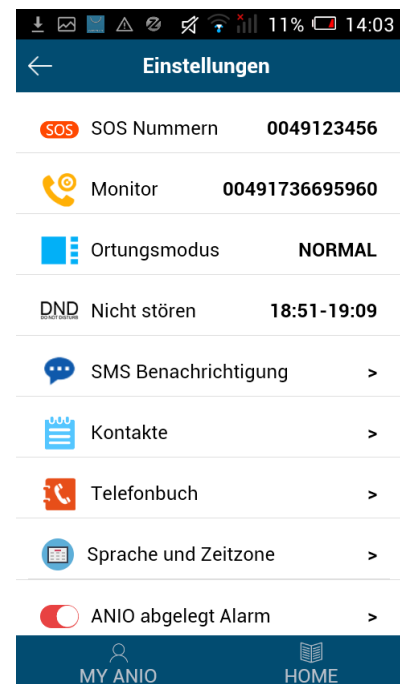 11% 14:03
Einstellungen
SOS SOS Nummern 0049123456
Monitor 00491736695960
Ortungsmodus NORMAL
DND Nicht stören 18:51-19:09
DO NOT DISTURB
SMS Benachrichtigung >
Kontakte >
Telefonbuch >
Sprache und Zeitzone >
ANIO abgelegt Alarm >
MY ANIO HOME